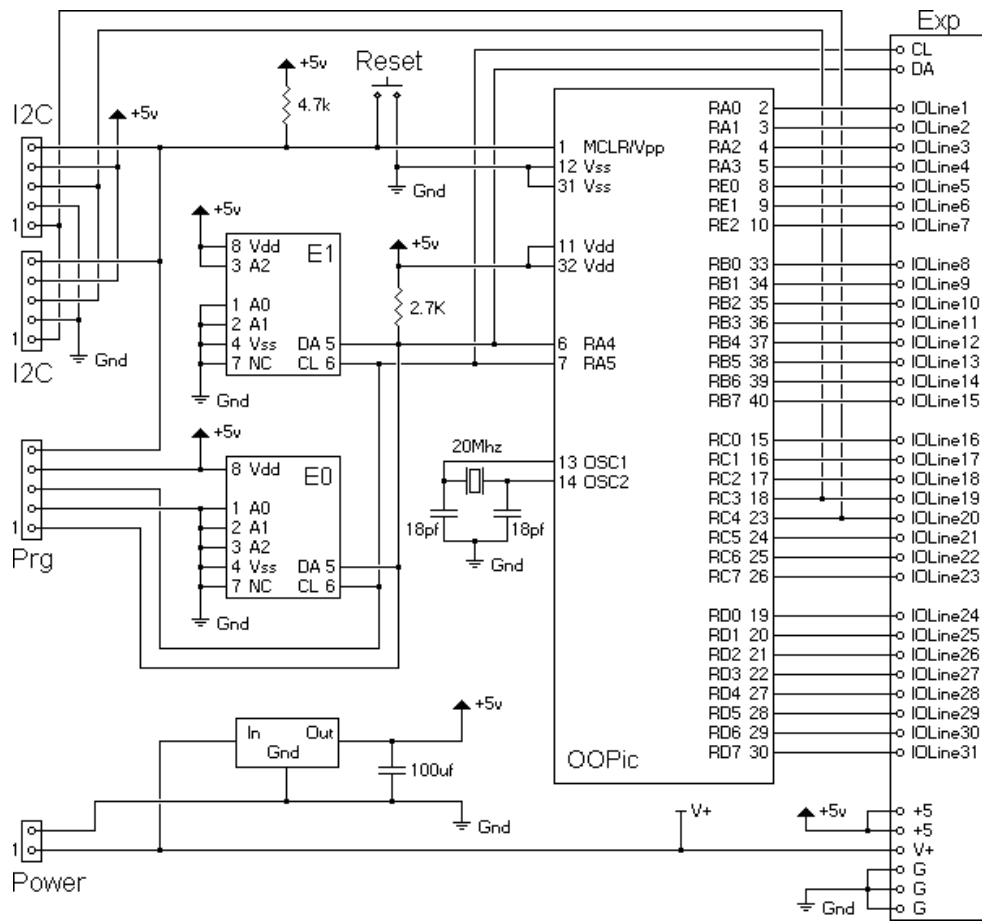 Exp
CL
DA
I2C
+5v
+5v
4.7k
Reset
1 MCLR/Vpp
12 Vss
31 Vss
Gnd
1
+5v
8 Vdd
3 A2
E1
1 A0
2 A1
4 Vss
7 NC
DA 5
CL 6
Gnd
+5v
2.7K
11 Vdd
32 Vdd
6 RA4
7 RA5
1
Gnd
I2C
+5v
8 Vdd
E0
1 A0
2 A1
3 A2
4 Vss
7 NC
DA 5
CL 6
Gnd
1
Prg
20Mhz
13 OSC1
14 OSC2
18pf
18pf
Gnd
RA0 2 IOLine1
RA1 3 IOLine2
RA2 4 IOLine3
RA3 5 IOLine4
RE0 8 IOLine5
RE1 9 IOLine6
RE2 10 IOLine7
RB0 33 IOLine8
RB1 34 IOLine9
RB2 35 IOLine10
RB3 36 IOLine11
RB4 37 IOLine12
RB5 38 IOLine13
RB6 39 IOLine14
RB7 40 IOLine15
RC0 15 IOLine16
RC1 16 IOLine17
RC2 17 IOLine18
RC3 18 IOLine19
RC4 23 IOLine20
RC5 24 IOLine21
RC6 25 IOLine22
RC7 26 IOLine23
RD0 19 IOLine24
RD1 20 IOLine25
RD2 21 IOLine26
RD3 22 IOLine27
RD4 27 IOLine28
RD5 28 IOLine29
RD6 29 IOLine30
RD7 30 IOLine31
OOPic
In Out
Gnd
+5v
100uf
Gnd
V+
1
Power
+5v
+5
+5
V+
G
G
G
Gnd